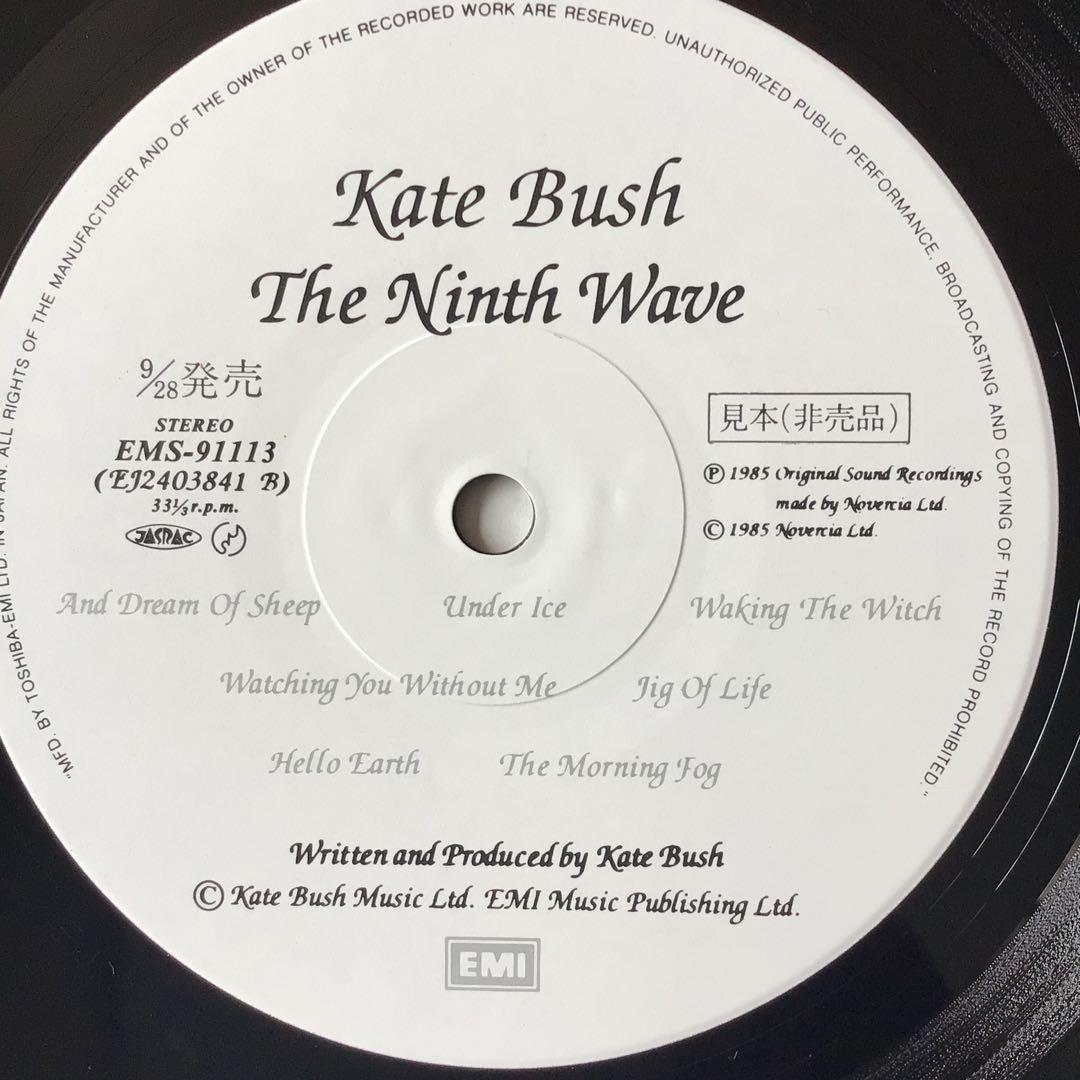 "MFD. BY TOSHIBA-EMI LTD. IN JAPAN. ALL RIGHTS OF THE MANUFACTURER AND OF THE OWNER OF THE RECORDED WORK ARE RESERVED. UNAUTHORIZED PUBLIC PERFORMANCE, BROADCASTING AND COPYING OF THE RECORD PROHIBITED."
Kate Bush
The Ninth Wave
9/28発売
STEREO
EMS-91113
(EJ2403841 B)
33⅓ r.p.m.
JASRAC
見本(非売品)
Ⓟ 1985 Original Sound Recordings
made by Novercia Ltd.
© 1985 Novercia Ltd.
And Dream Of Sheep Under Ice Waking The Witch
Watching You Without Me Jig Of Life
Hello Earth The Morning Fog
Written and Produced by Kate Bush
© Kate Bush Music Ltd. EMI Music Publishing Ltd.
EMI